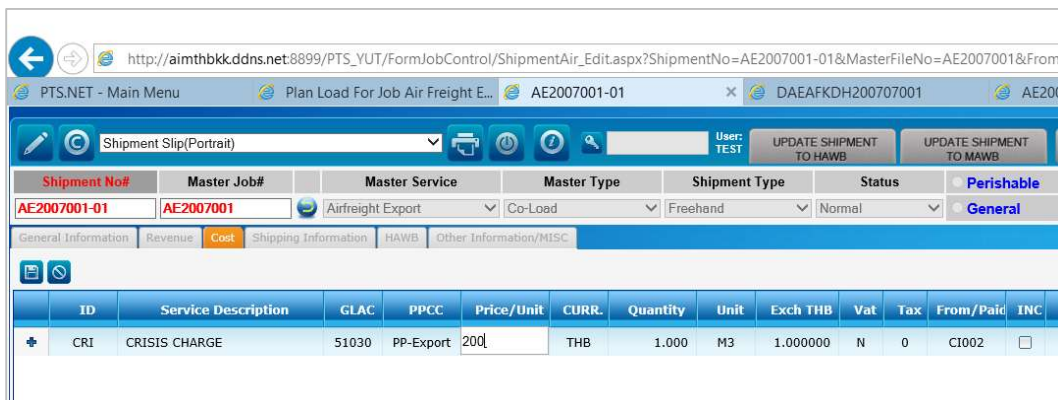 http://aimthbkk.ddns.net:8899/PTS_YUT/FormJobControl/ShipmentAir_Edit.aspx?ShipmentNo=AE2007001-01&MasterFileNo=AE2007001&From
PTS.NET - Main Menu Plan Load For Job Air Freight E... AE2007001-01 × DAEAFKDH200707001 AE200
Shipment Slip(Portrait) User: TEST UPDATE SHIPMENT TO HAWB UPDATE SHIPMENT TO MAWB
Shipment No# Master Job# Master Service Master Type Shipment Type Status Perishable
AE2007001-01 AE2007001 Airfreight Export Co-Load Freehand Normal General
General Information Revenue Cost Shipping Information HAWB Other Information/MISC
ID Service Description GLAC PPCC Price/Unit CURR. Quantity Unit Exch THB Vat Tax From/Paid INC
CRI CRISIS CHARGE 51030 PP-Export 200 THB 1.000 M3 1.000000 N 0 CI002